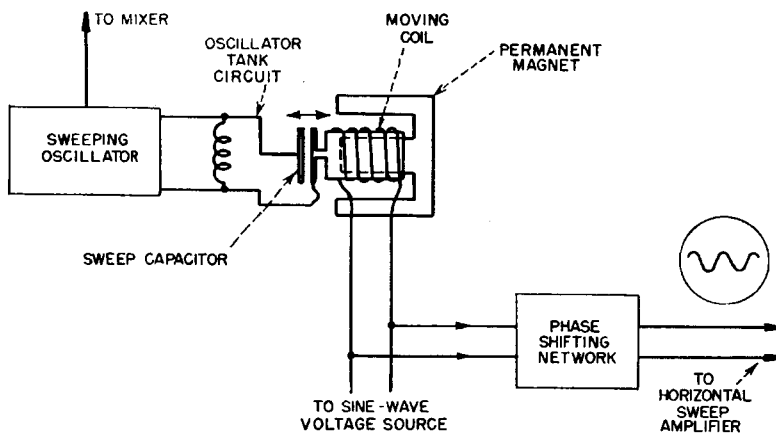 TO MIXER
OSCILLATOR
TANK
CIRCUIT
MOVING
COIL
PERMANENT
MAGNET
SWEEPING
OSCILLATOR
SWEEP CAPACITOR
PHASE
SHIFTING
NETWORK
TO SINE-WAVE
VOLTAGE SOURCE
TO
HORIZONTAL
SWEEP
AMPLIFIER